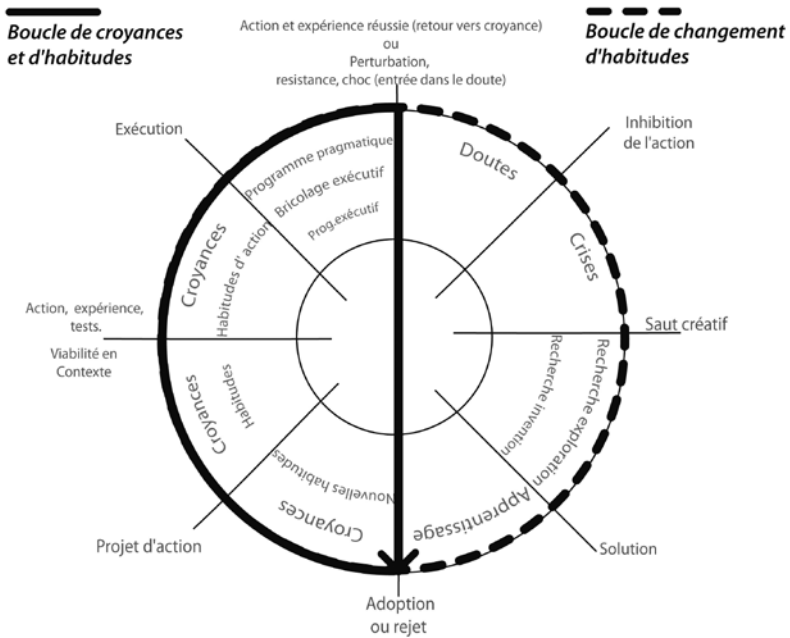 Boucle de croyances
et d'habitudes
Action et expérience réussie (retour vers croyance)
ou
Perturbation,
resistance, choc (entrée dans le doute)
Boucle de changement
d'habitudes
Exécution
Inhibition
de l'action
Programme pragmatique
Bricolage exécutif
Prog.exécutif
Doutes
Croyances
Habitudes d' action
Crises
Action, expérience,
tests.
Viabilité en
Contexte
Saut créatif
Croyances
Habitudes
Recherche invention
Recherche exploration
Nouvelles habitudes
Croyances
Apprentissage
Projet d'action
Solution
Adoption
ou rejet